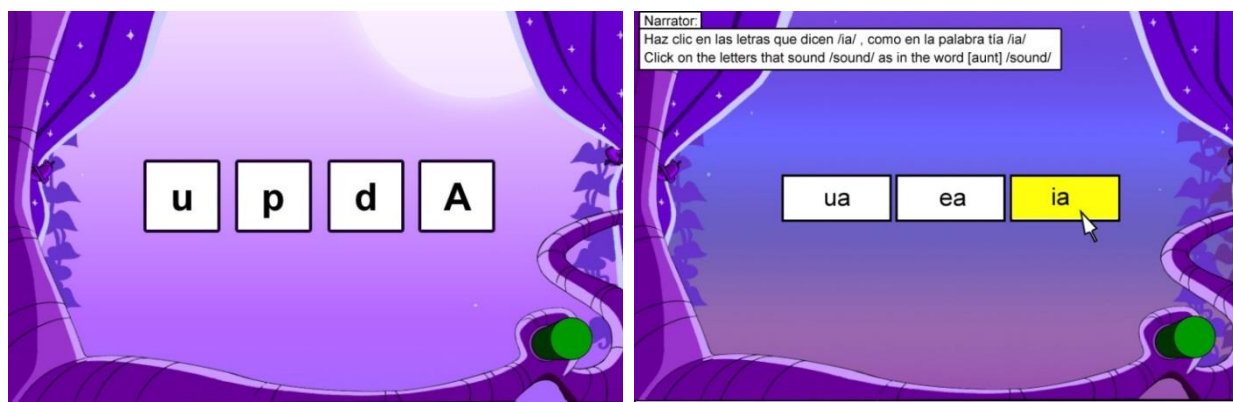 u p d A
Narrator:
Haz clic en las letras que dicen /ia/ , como en la palabra tía /ia/
Click on the letters that sound /sound/ as in the word [aunt] /sound/
ua ea ia